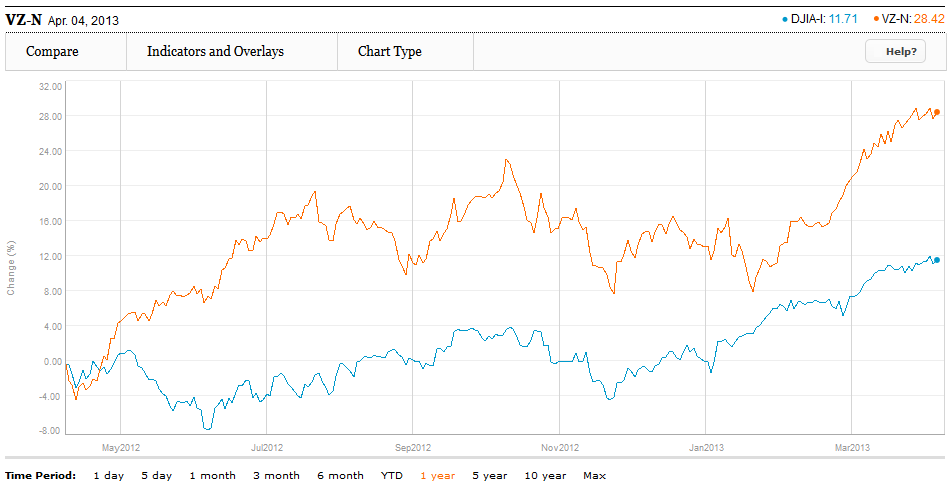 VZ-N Apr. 04, 2013 ● DJIA-I: 11.71 ● VZ-N: 28.42
Compare Indicators and Overlays Chart Type Help?
32.00
28.00
24.00
20.00
16.00
12.00
8.00
4.00
0.00
-4.00
-8.00
Change (%)
May2012 Jul2012 Sep2012 Nov2012 Jan2013 Mar2013
Time Period: 1 day 5 day 1 month 3 month 6 month YTD 1 year 5 year 10 year Max